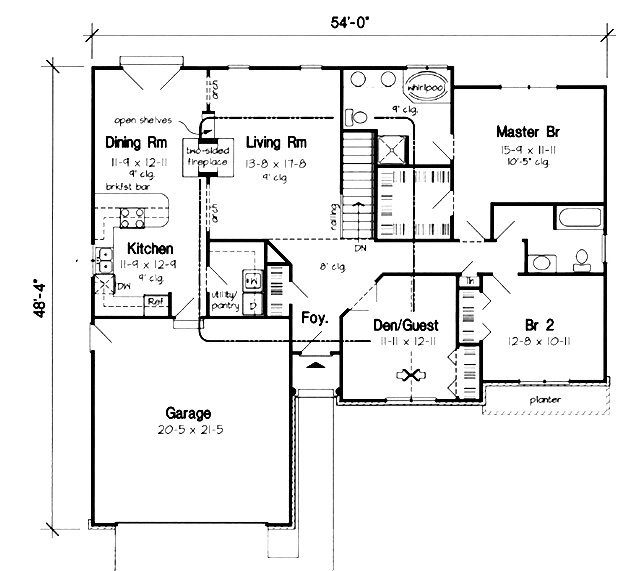 54'-0"
48'-4"
whirlpool
9' clg.
arch
open shelves
Dining Rm
11-9 x 12-11
9' clg.
two-sided
fireplace
Living Rm
13-8 x 17-8
9' clg.
Master Br
15-9 x 11-11
10'-5" clg.
brkfst bar
arch
railing
DN
Kitchen
11-9 x 12-9
9' clg.
DW
Ref.
utility/
pantry
W
D
8' clg.
Foy.
Den/Guest
11-11 x 12-11
Br 2
12-8 x 10-11
planter
Garage
20-5 x 21-5